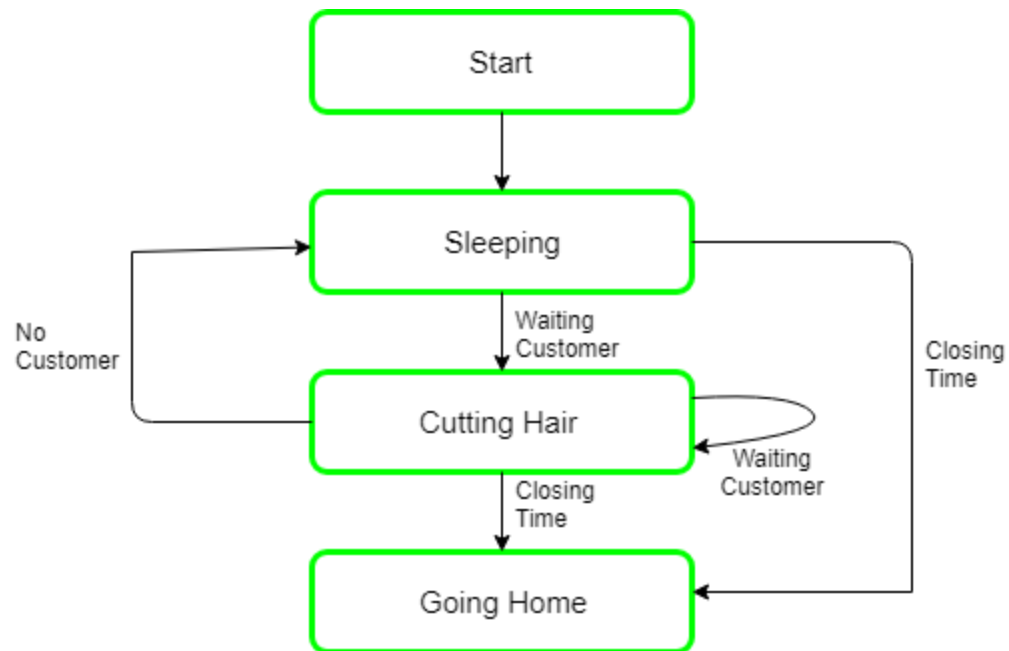 Start
Sleeping
Waiting
Customer
No
Customer
Closing
Time
Cutting Hair
Waiting
Customer
Closing
Time
Going Home